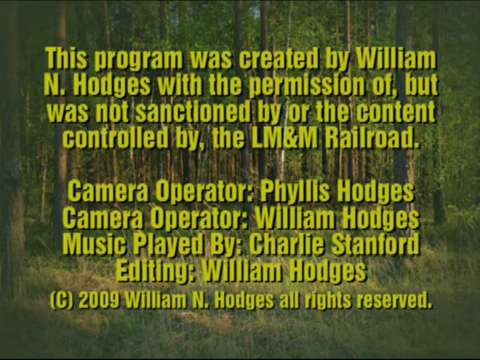 This program was created by William
N. Hodges with the permission of, but
was not sanctioned by or the content
controlled by, the LM&M Railroad.
Camera Operator: Phyllis Hodges
Camera Operator: William Hodges
Music Played By: Charlie Stanford
Editing: William Hodges
(C) 2009 William N. Hodges all rights reserved.